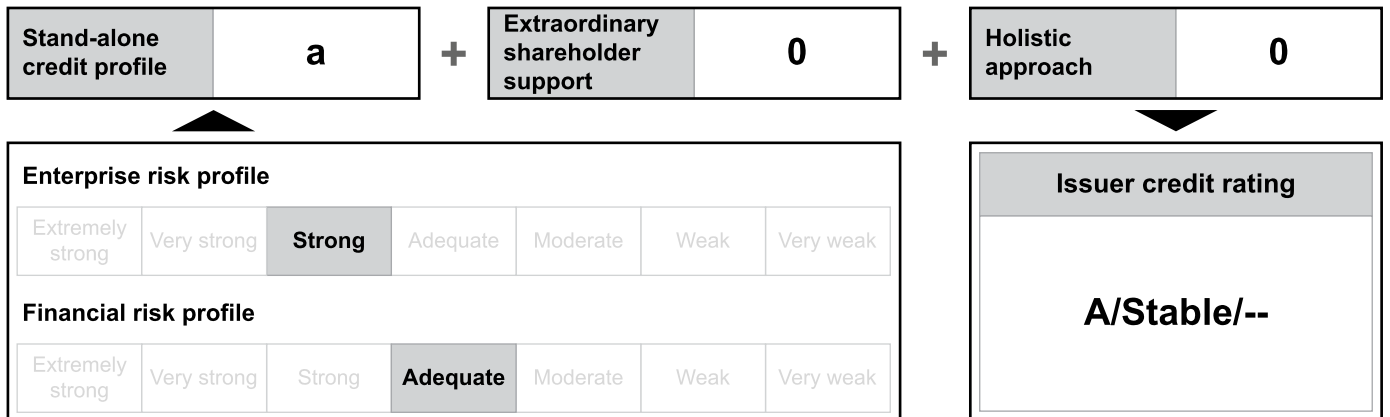 Stand-alone
credit profile
a
+
Extraordinary
shareholder
support
0
+
Holistic
approach
0
Enterprise risk profile
Extremely
strong
Very strong
Strong
Adequate
Moderate
Weak
Very weak
Financial risk profile
Extremely
strong
Very strong
Strong
Adequate
Moderate
Weak
Very weak
Issuer credit rating
A/Stable/--